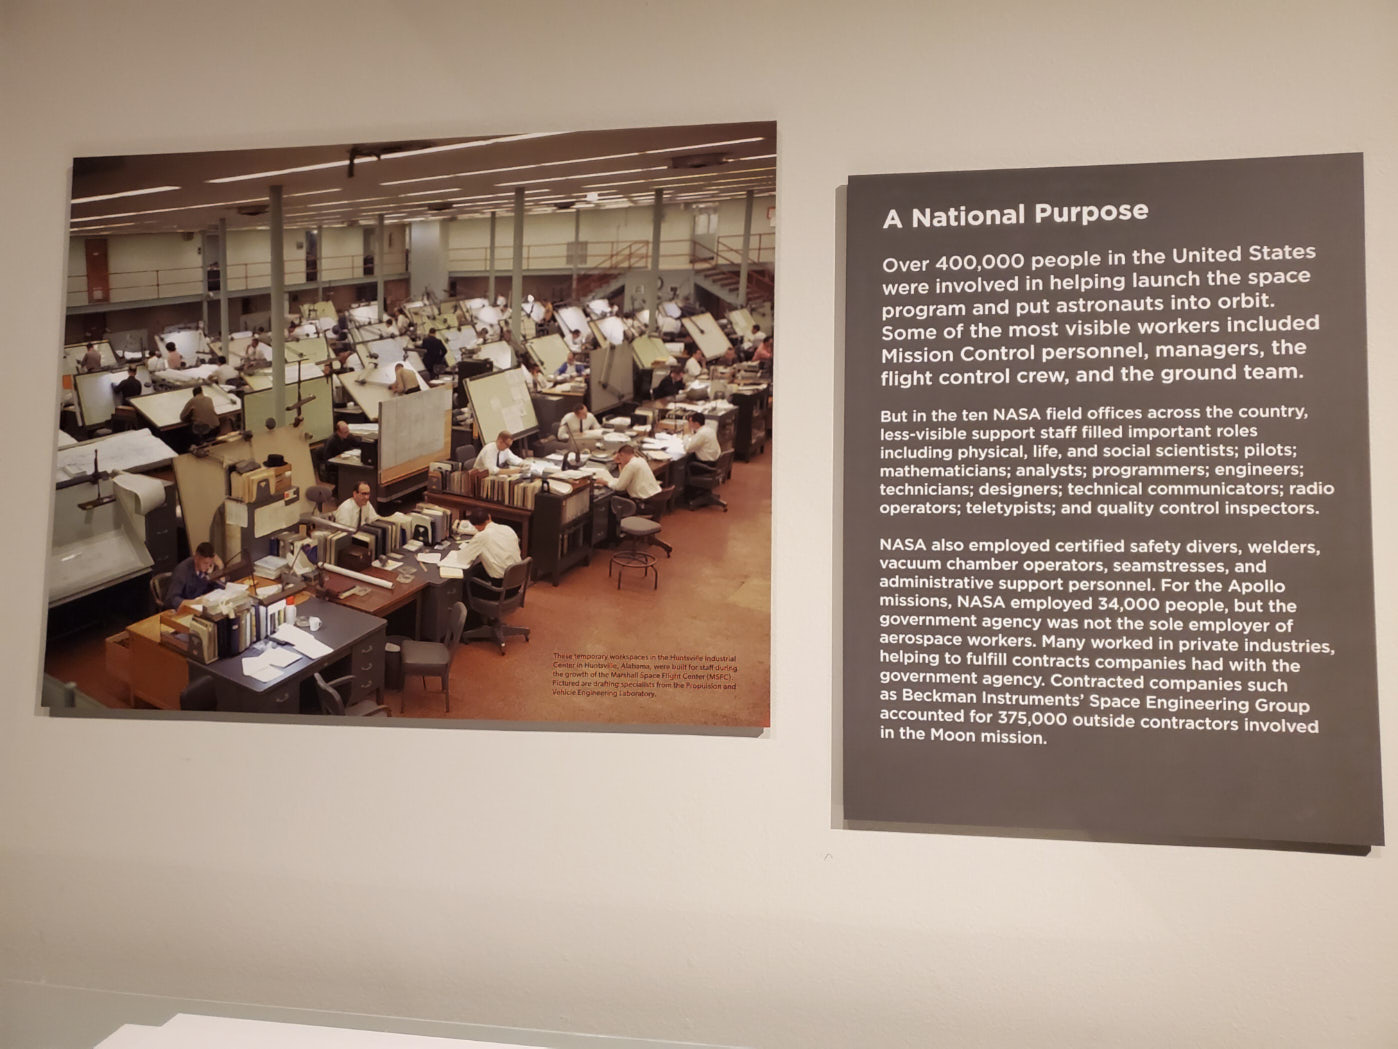 These temporary workspaces in the Huntsville Industrial
Center in Huntsville, Alabama, were built for staff during
the growth of the Marshall Space Flight Center (MSFC).
Pictured are drafting specialists from the Propulsion and
Vehicle Engineering Laboratory.
A National Purpose
Over 400,000 people in the United States
were involved in helping launch the space
program and put astronauts into orbit.
Some of the most visible workers included
Mission Control personnel, managers, the
flight control crew, and the ground team.
But in the ten NASA field offices across the country,
less-visible support staff filled important roles
including physical, life, and social scientists; pilots;
mathematicians; analysts; programmers; engineers;
technicians; designers; technical communicators; radio
operators; teletypists; and quality control inspectors.
NASA also employed certified safety divers, welders,
vacuum chamber operators, seamstresses, and
administrative support personnel. For the Apollo
missions, NASA employed 34,000 people, but the
government agency was not the sole employer of
aerospace workers. Many worked in private industries,
helping to fulfill contracts companies had with the
government agency. Contracted companies such
as Beckman Instruments' Space Engineering Group
accounted for 375,000 outside contractors involved
in the Moon mission.